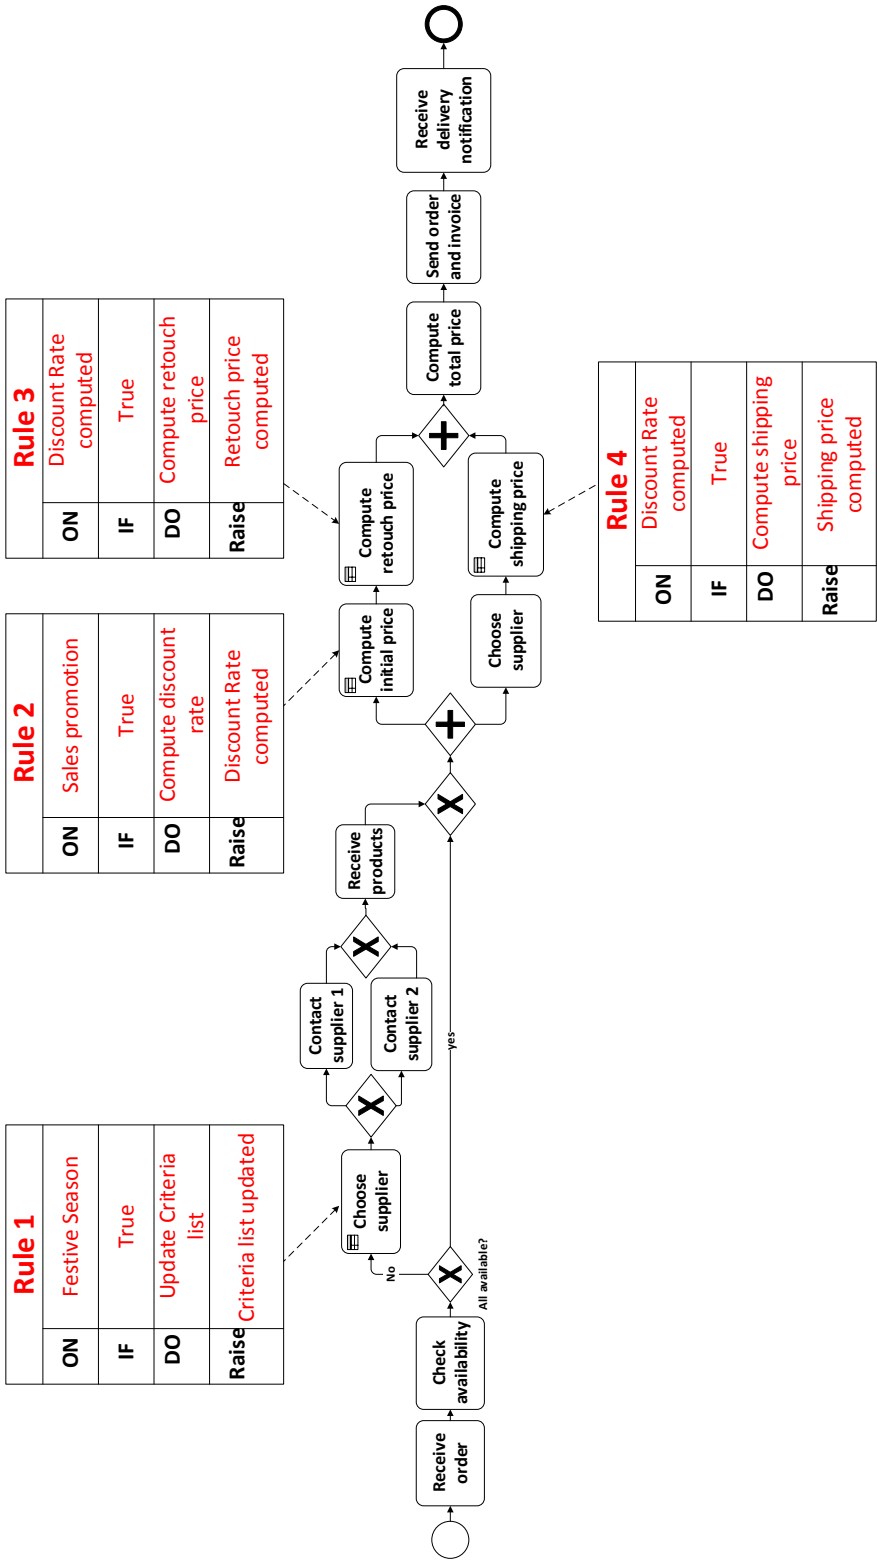 Rule 1
ON
Festive Season
IF
True
DO
Update Criteria
list
Raise
Criteria list updated
Rule 2
ON
Sales promotion
IF
True
DO
Compute discount
rate
Raise
Discount Rate
computed
Rule 3
ON
Discount Rate
computed
IF
True
DO
Compute retouch
price
Raise
Retouch price
computed
Receive
order
Check
availability
All available?
No
yes
Choose
supplier
X
X
Contact
supplier 1
Contact
supplier 2
X
Receive
products
X
Compute
initial price
Compute
retouch price
Choose
supplier
Compute
shipping price
Compute
total price
Send order
and invoice
Receive
delivery
notification
Rule 4
ON
Discount Rate
computed
IF
True
DO
Compute shipping
price
Raise
Shipping price
computed